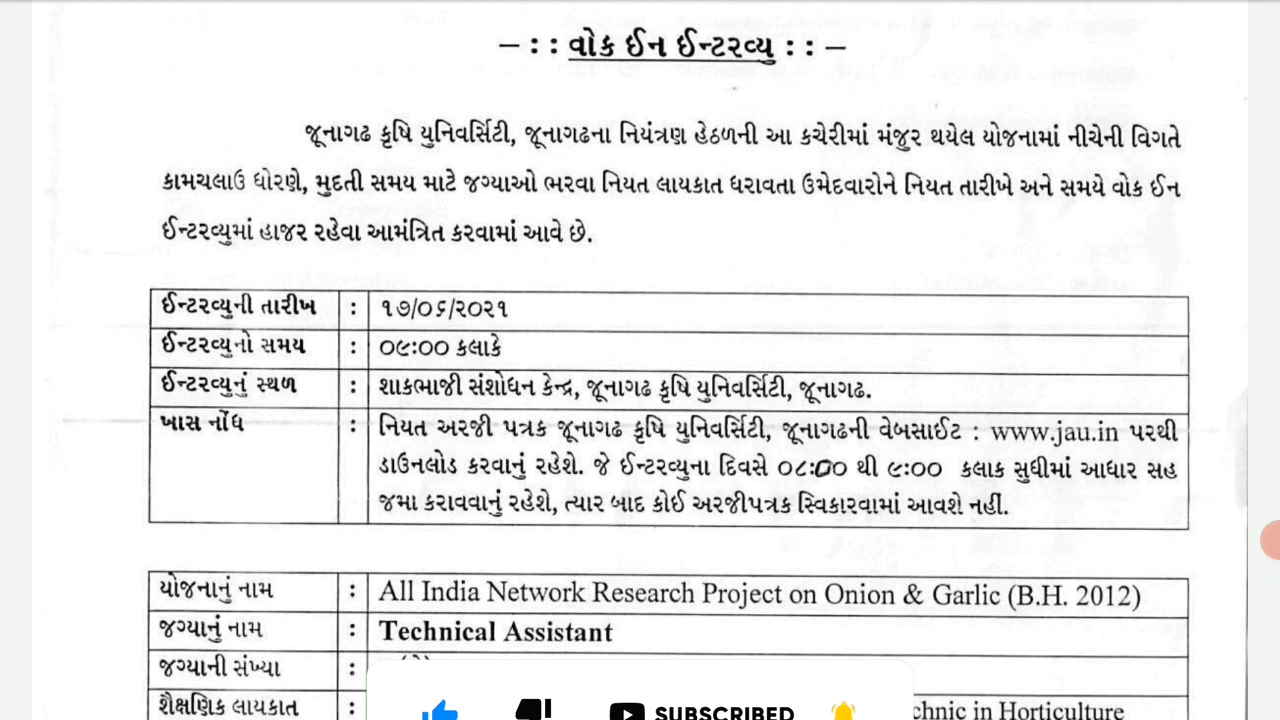 – : : વોક ઈન ઈન્ટરવ્યુ : : –
જૂનાગઢ કૃષિ યુનિવર્સિટી, જૂનાગઢના નિયંત્રણ હેઠળની આ કચેરીમાં મંજુર થયેલ યોજનામાં નીચેની વિગતે
કામચલાઉ ધોરણે, મુદતી સમય માટે જગ્યાઓ ભરવા નિયત લાયકાત ધરાવતા ઉમેદવારોને નિયત તારીખે અને સમયે વોક ઈન
ઈન્ટરવ્યુમાં હાજર રહેવા આમંત્રિત કરવામાં આવે છે.
ઈન્ટરવ્યુની તારીખ : ૧૭/૦૬/૨૦૨૧
ઈન્ટરવ્યુનો સમય : ૦૯:૦૦ કલાકે
ઈન્ટરવ્યુનું સ્થળ : શાકભાજી સંશોધન કેન્દ્ર, જૂનાગઢ કૃષિ યુનિવર્સિટી, જૂનાગઢ.
ખાસ નોંધ : નિયત અરજી પત્રક જૂનાગઢ કૃષિ યુનિવર્સિટી, જૂનાગઢની વેબસાઈટ : www.jau.in પરથી
ડાઉનલોડ કરવાનું રહેશે. જે ઈન્ટરવ્યુના દિવસે ૦૮:૦૦ થી ૯:૦૦ કલાક સુધીમાં આધાર સહ
જમા કરાવવાનું રહેશે, ત્યાર બાદ કોઈ અરજીપત્રક સ્વિકારવામાં આવશે નહીં.
યોજનાનું નામ : All India Network Research Project on Onion & Garlic (B.H. 2012)
જગ્યાનું નામ : Technical Assistant
જગ્યાની સંખ્યા :
શૈક્ષણિક લાયકાત : in Horticulture
SUBSCRIBED